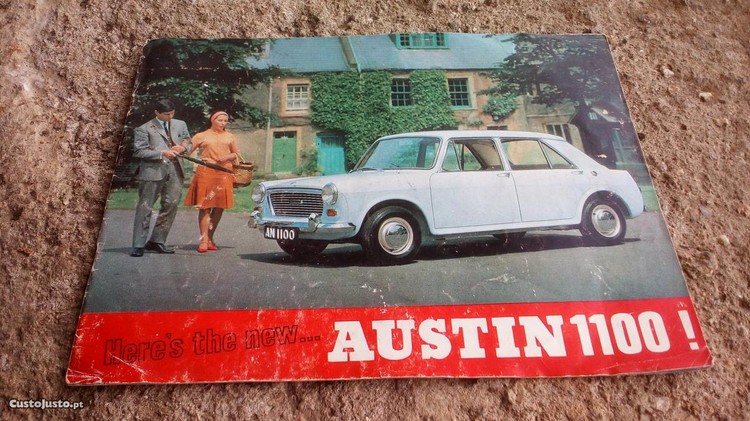 AN 1100
Here's the new... AUSTIN 1100!
CustoJusto.pt